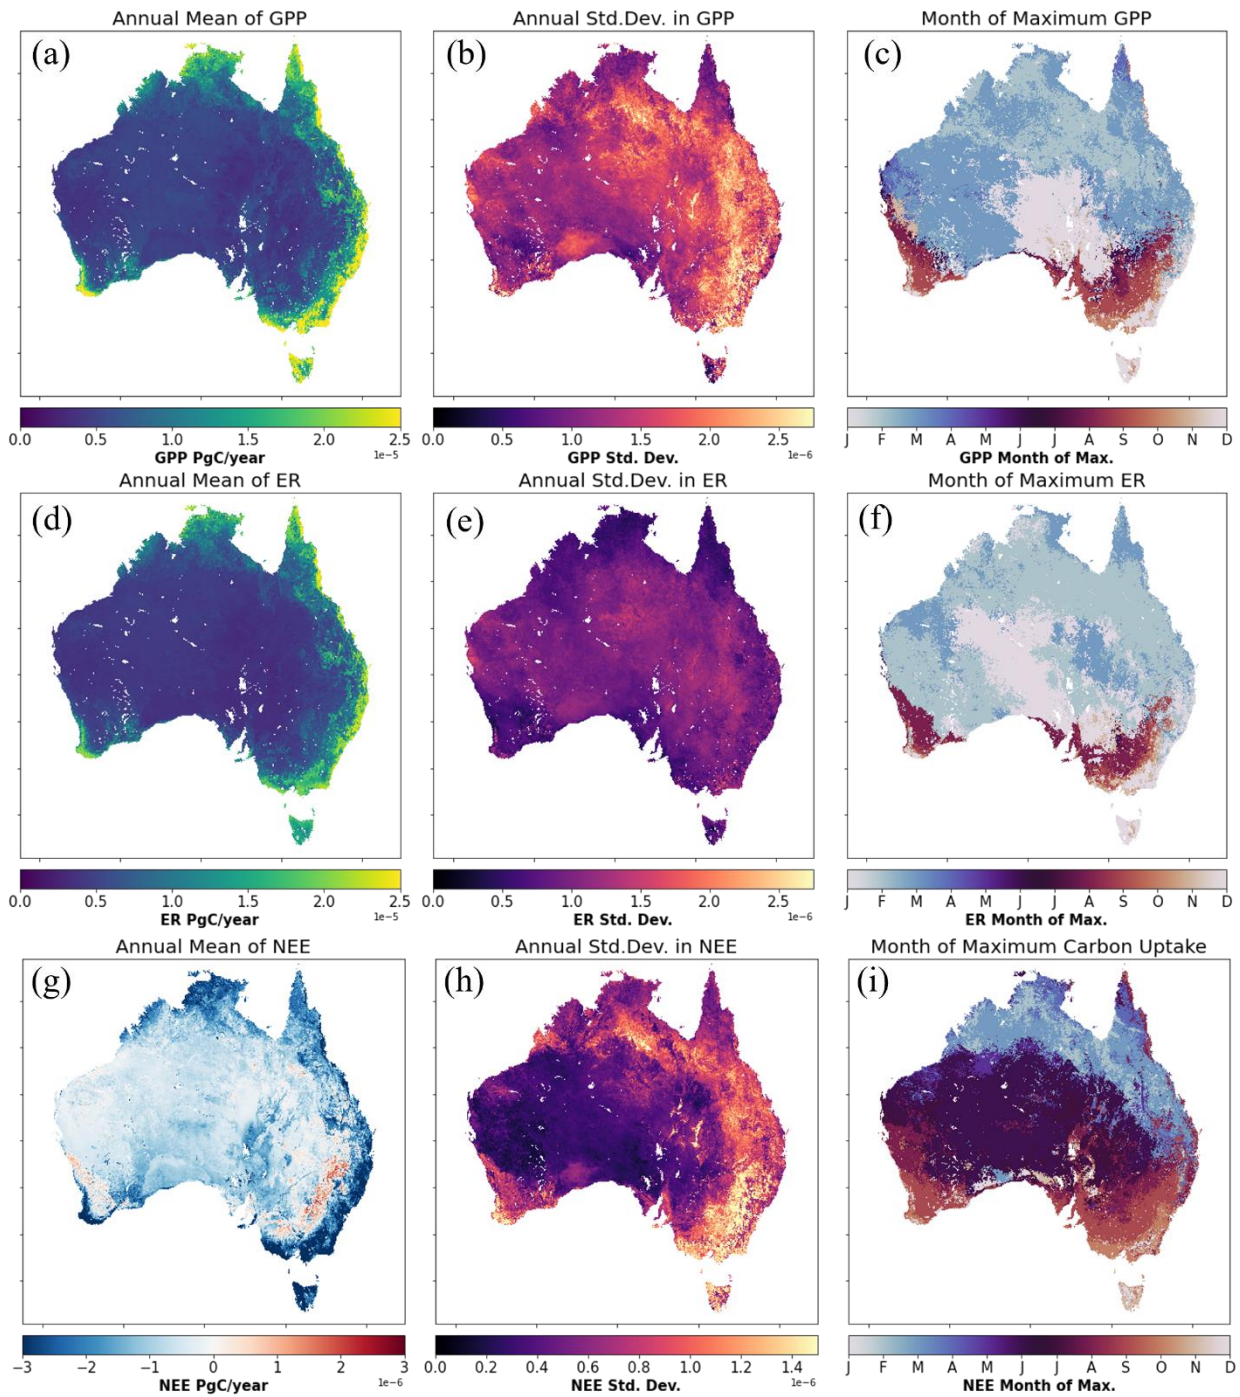 Annual Mean of GPP
Annual Std.Dev. in GPP
Month of Maximum GPP
(a)
(b)
(c)
0.0 0.5 1.0 1.5 2.0 2.5
0.0 0.5 1.0 1.5 2.0 2.5
J F M A M J J A S O N D
GPP PgC/year
1e-5
GPP Std. Dev.
1e-6
GPP Month of Max.
Annual Mean of ER
Annual Std.Dev. in ER
Month of Maximum ER
(d)
(e)
(f)
0.0 0.5 1.0 1.5 2.0 2.5
0.0 0.5 1.0 1.5 2.0 2.5
J F M A M J J A S O N D
ER PgC/year
1e-5
ER Std. Dev.
1e-6
ER Month of Max.
Annual Mean of NEE
Annual Std.Dev. in NEE
Month of Maximum Carbon Uptake
(g)
(h)
(i)
−3 −2 −1 0 1 2 3
0.0 0.2 0.4 0.6 0.8 1.0 1.2 1.4
J F M A M J J A S O N D
NEE PgC/year
1e-6
NEE Std. Dev.
1e-6
NEE Month of Max.